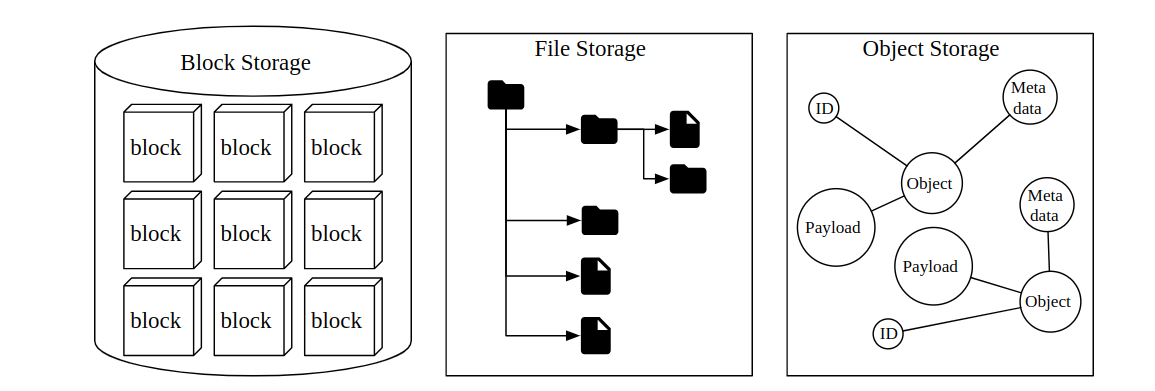 Block Storage
block block block
block block block
block block block
File Storage
Object Storage
ID
Meta
data
Object
Payload
Meta
data
Payload
Object
ID